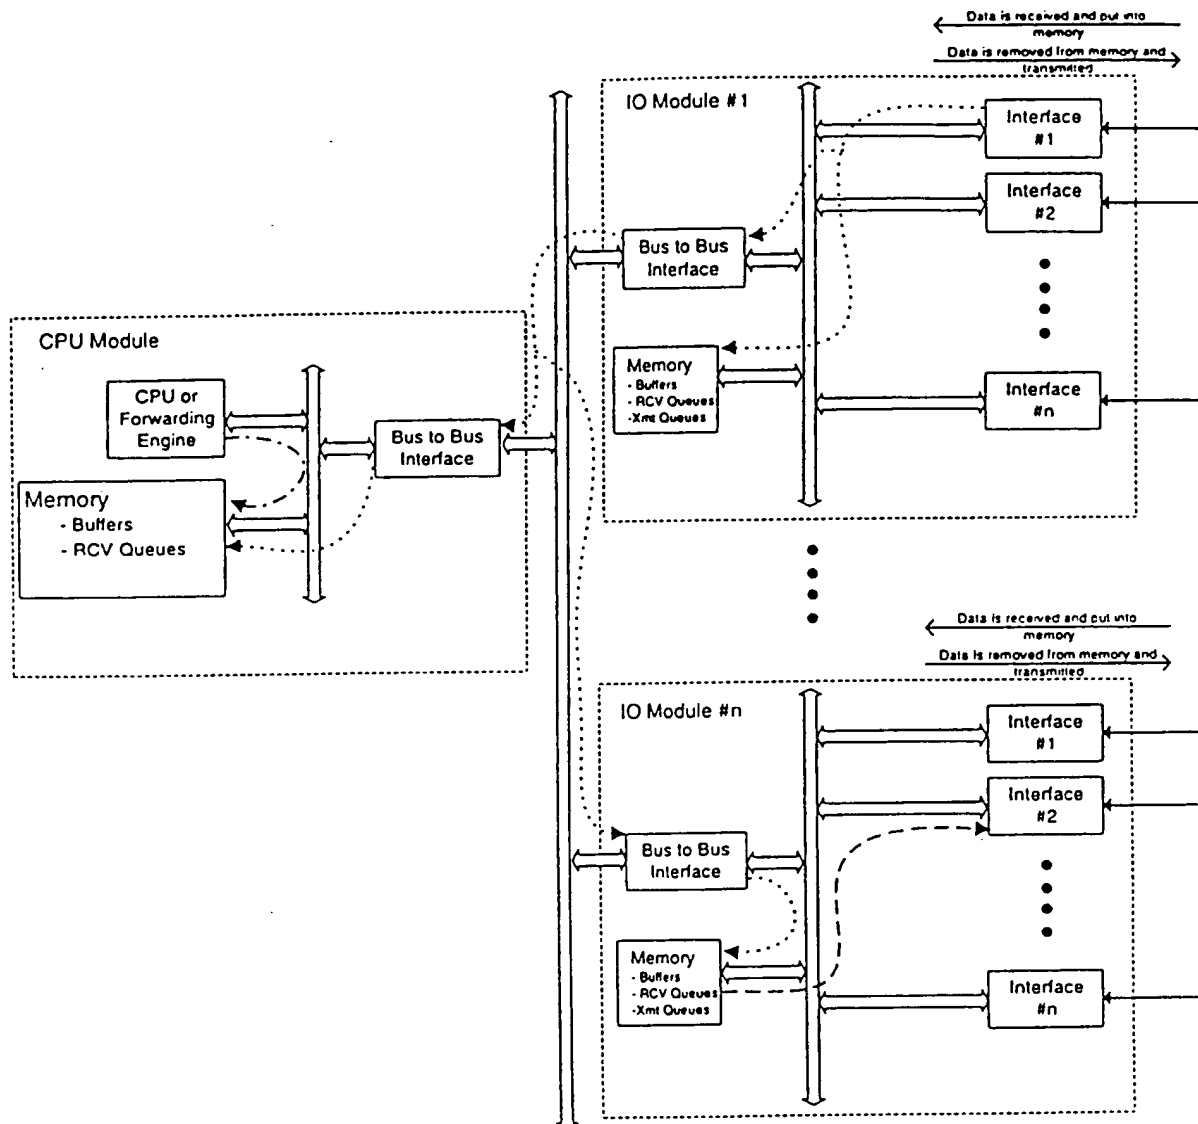 Data is received and put into
memory
Data is removed from memory and
transmitted
IO Module #1
Interface
#1
Interface
#2
Bus to Bus
Interface
Memory
- Buffers
- RCV Queues
-Xmt Queues
Interface
#n
CPU Module
CPU or
Forwarding
Engine
Bus to Bus
Interface
Memory
- Buffers
- RCV Queues
Data is received and put into
memory
Data is removed from memory and
transmitted
IO Module #n
Interface
#1
Interface
#2
Bus to Bus
Interface
Memory
- Buffers
- RCV Queues
-Xmt Queues
Interface
#n